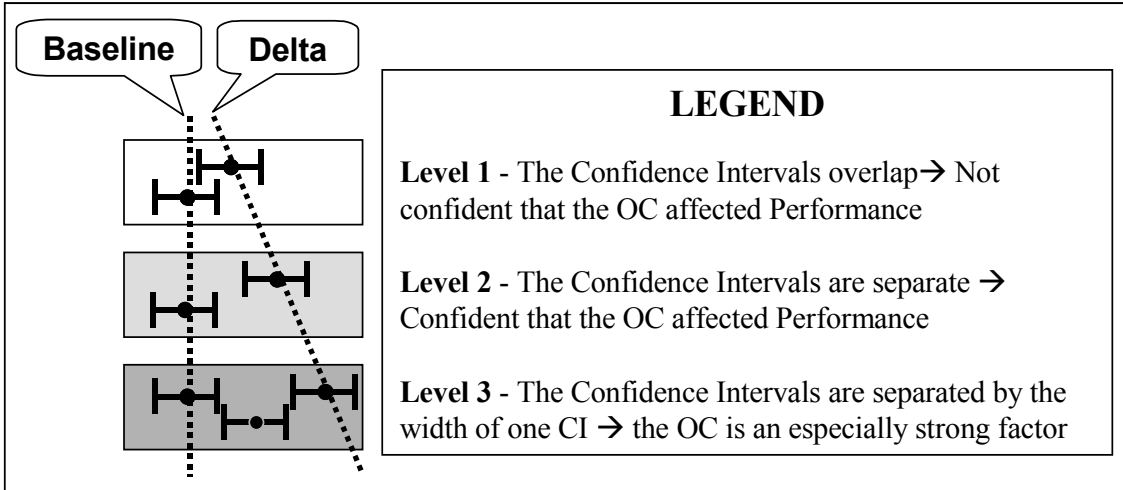 Baseline Delta
LEGEND
Level 1 - The Confidence Intervals overlap→ Not
confident that the OC affected Performance
Level 2 - The Confidence Intervals are separate →
Confident that the OC affected Performance
Level 3 - The Confidence Intervals are separated by the
width of one CI → the OC is an especially strong factor